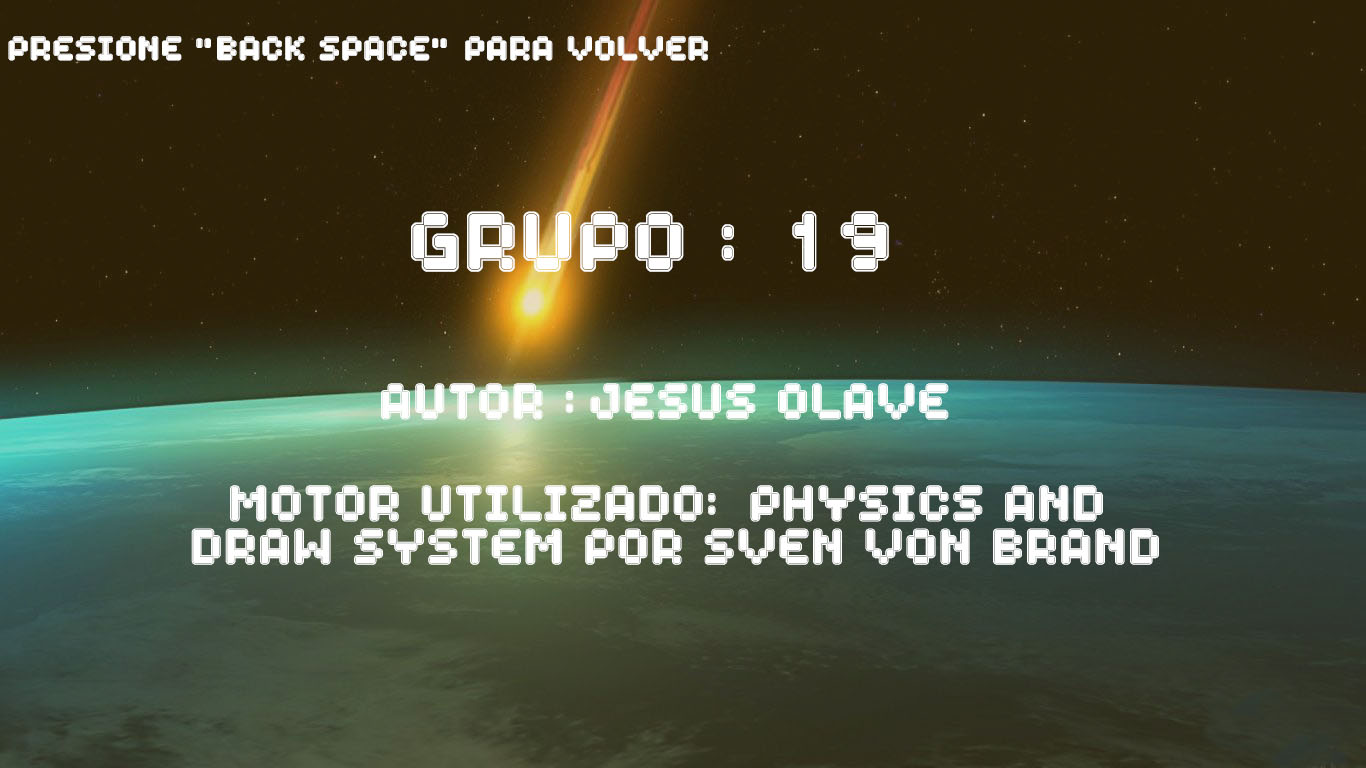 PRESIONE "BACK SPACE" PARA VOLVER
GRUPO : 19
AUTOR : JESUS OLAVE
MOTOR UTILIZADO: PHYSICS AND
DRAW SYSTEM POR SVEN VON BRAND